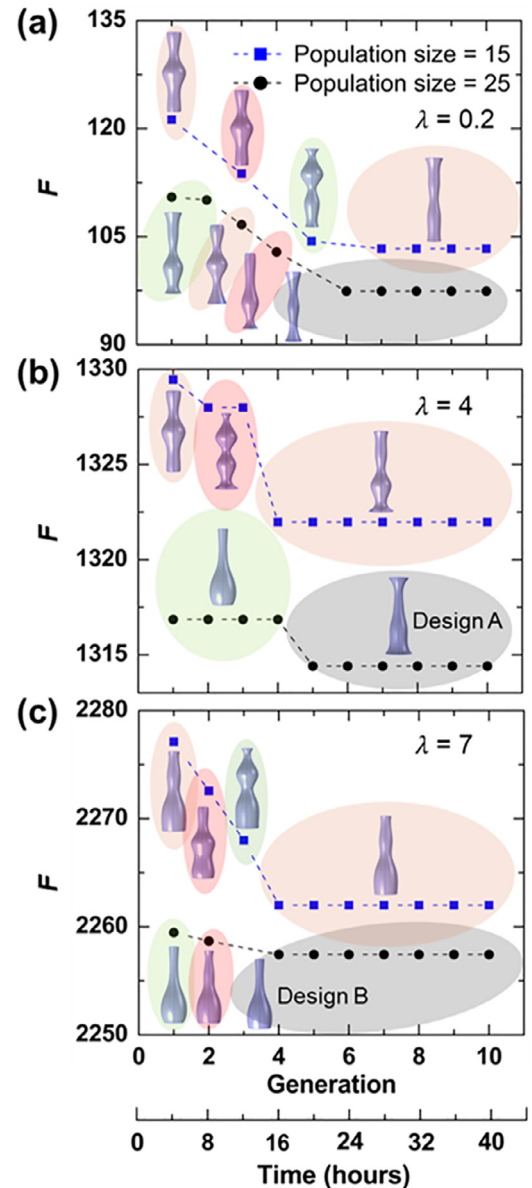 (a)
135
120
105
90
F
Population size = 15
Population size = 25
λ = 0.2
(b)
1330
1325
1320
1315
F
λ = 4
Design A
(c)
2280
2270
2260
2250
F
λ = 7
Design B
0 2 4 6 8 10
Generation
0 8 16 24 32 40
Time (hours)